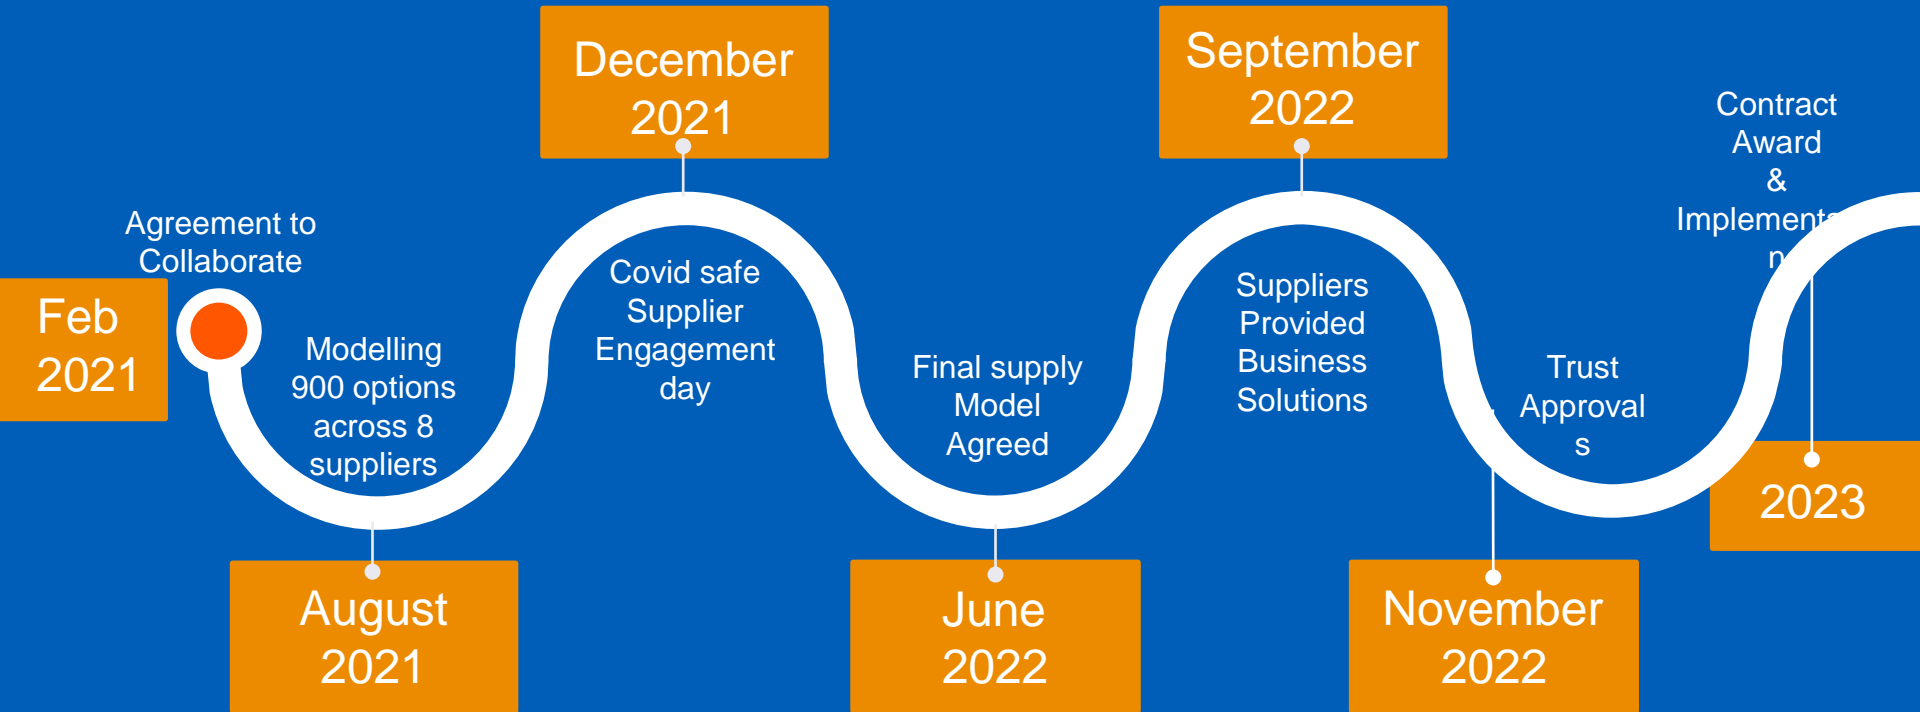 Feb
2021
Agreement to
Collaborate
Modelling
900 options
across 8
suppliers
August
2021
December
2021
Covid safe
Supplier
Engagement
day
Final supply
Model
Agreed
June
2022
September
2022
Suppliers
Provided
Business
Solutions
Trust
Approval
s
November
2022
Contract
Award
&
Implementa
n
2023